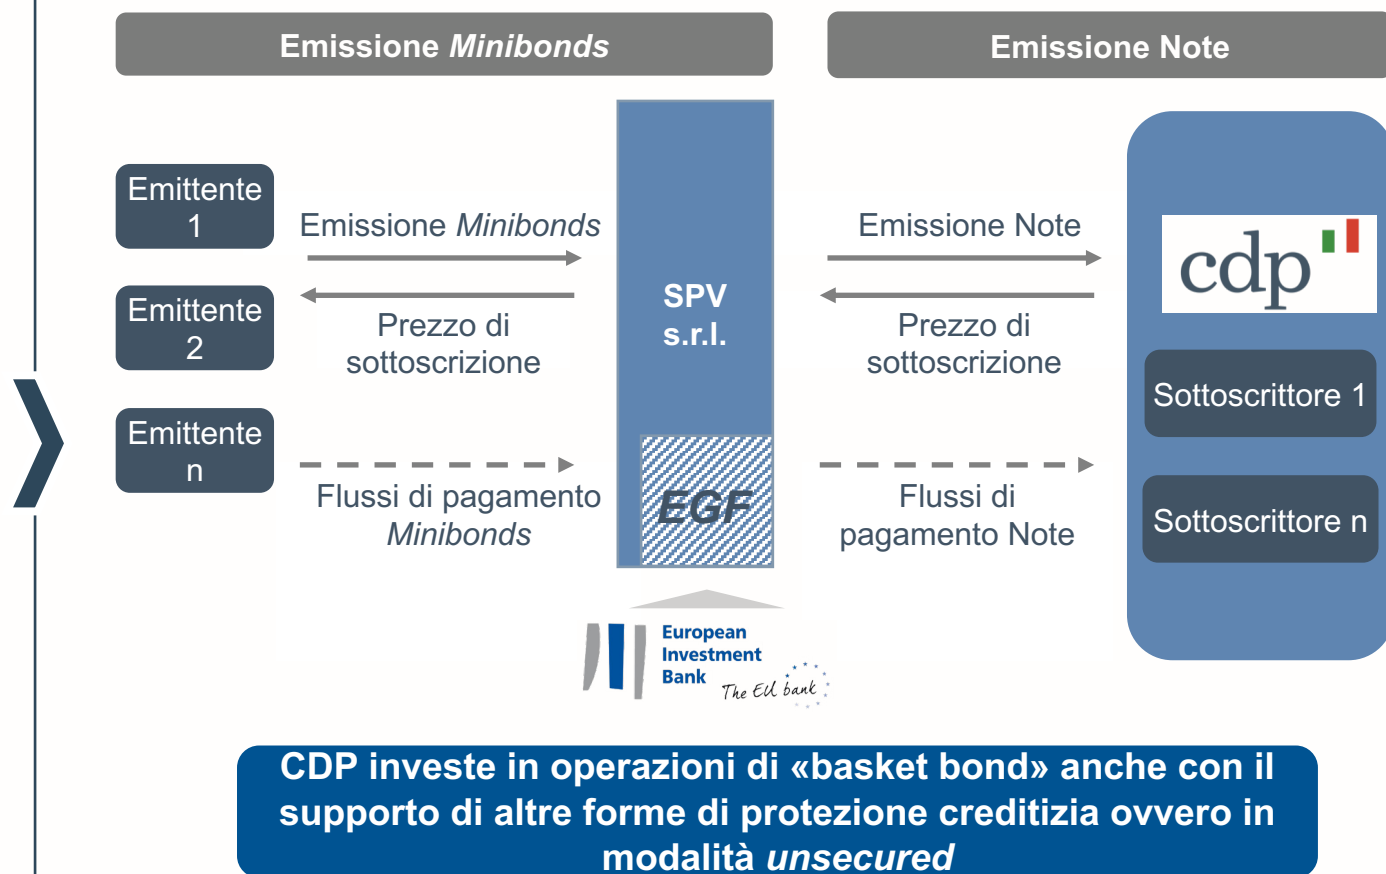 Emissione Minibonds
Emissione Note
Emittente
1
Emittente
2
Emittente
n
Emissione Minibonds
Prezzo di
sottoscrizione
Flussi di pagamento
Minibonds
SPV
s.r.l.
EGF
European
Investment
Bank
The EU bank
Emissione Note
Prezzo di
sottoscrizione
Flussi di
pagamento Note
cdp
Sottoscrittore 1
Sottoscrittore n
CDP investe in operazioni di «basket bond» anche con il
supporto di altre forme di protezione creditizia ovvero in
modalità unsecured